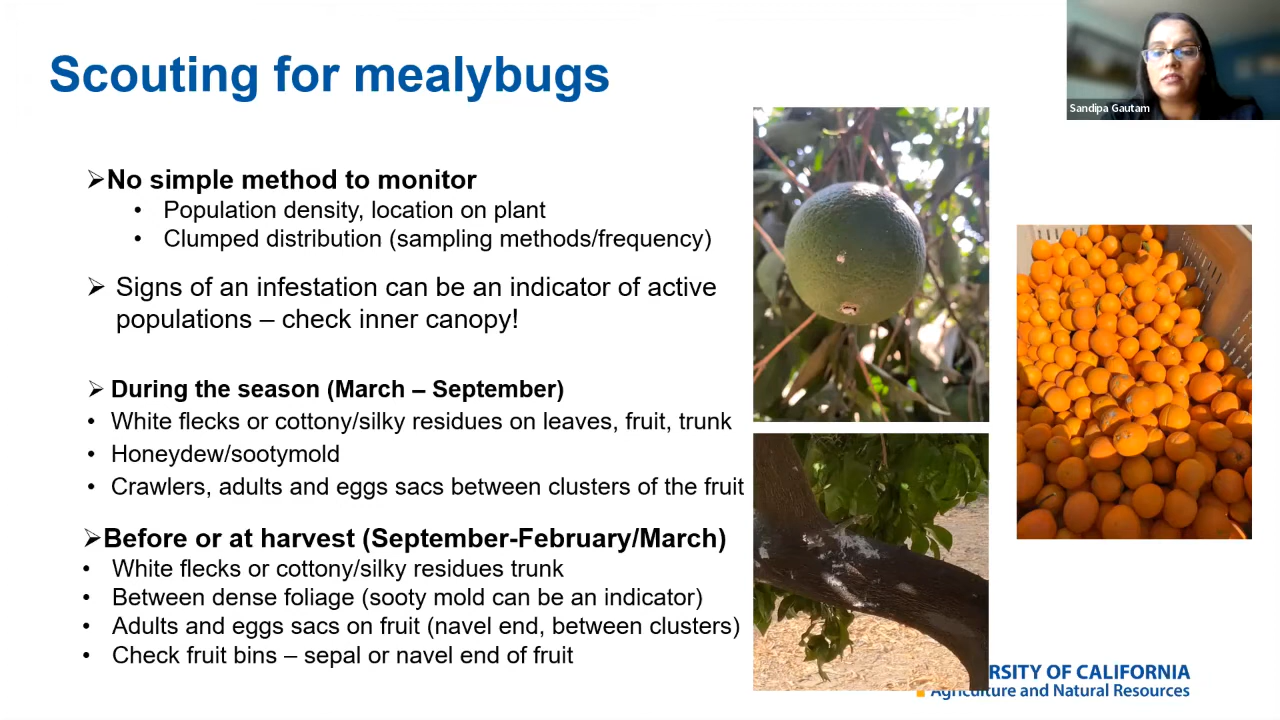 Scouting for mealybugs
Sandipa Gautam
➢No simple method to monitor
• Population density, location on plant
• Clumped distribution (sampling methods/frequency)
➢ Signs of an infestation can be an indicator of active
populations – check inner canopy!
➢ During the season (March – September)
• White flecks or cottony/silky residues on leaves, fruit, trunk
• Honeydew/sootymold
• Crawlers, adults and eggs sacs between clusters of the fruit
➢Before or at harvest (September-February/March)
• White flecks or cottony/silky residues trunk
• Between dense foliage (sooty mold can be an indicator)
• Adults and eggs sacs on fruit (navel end, between clusters)
• Check fruit bins – sepal or navel end of fruit
RSITY OF CALIFORNIA
Agriculture and Natural Resources